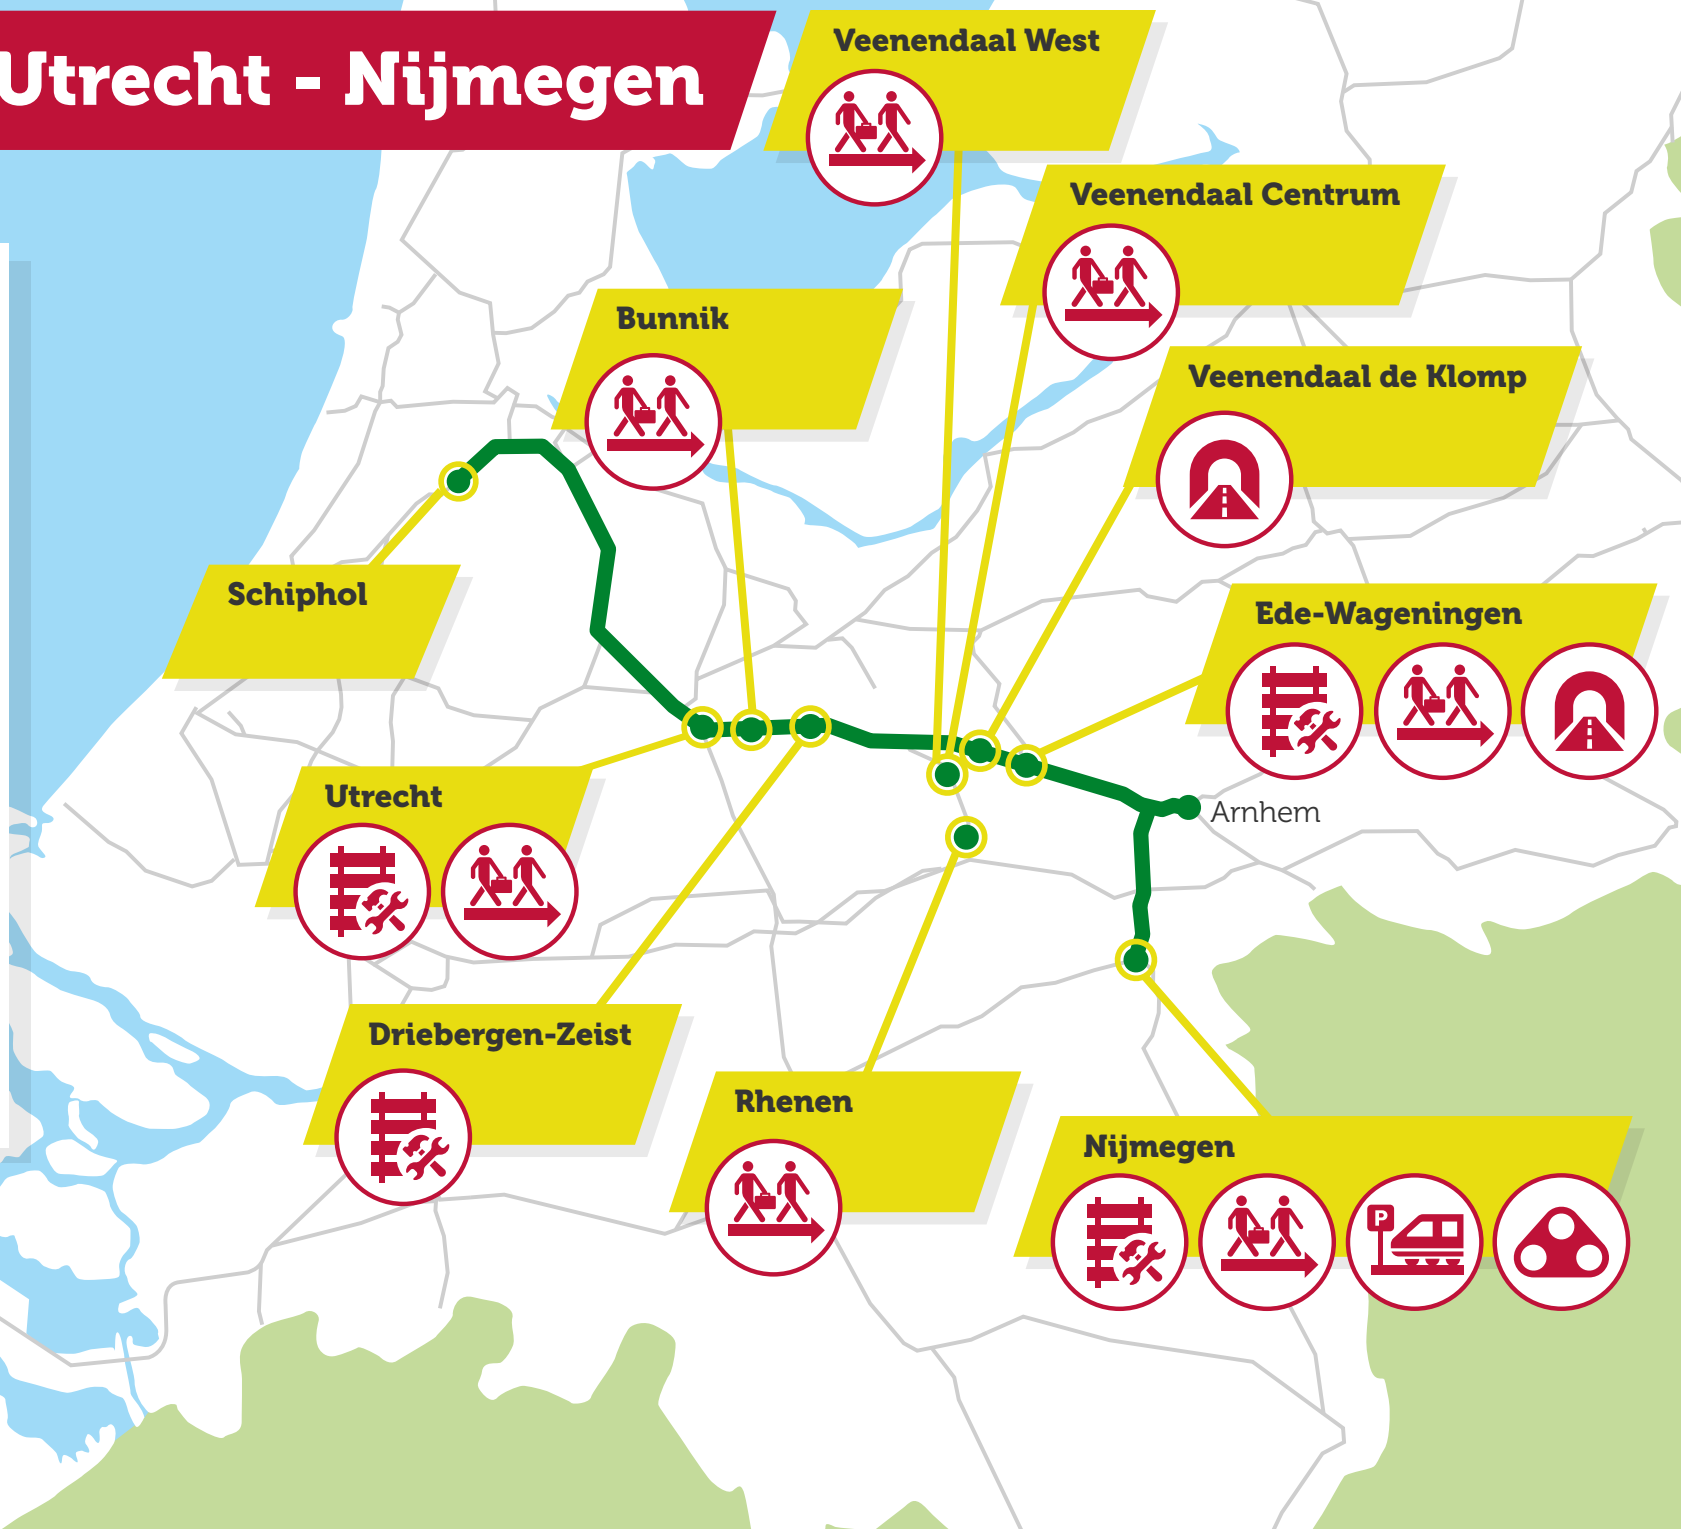 Utrecht - Nijmegen
Veenendaal West
Veenendaal Centrum
Bunnik
Veenendaal de Klomp
Schiphol
Ede-Wageningen
Utrecht
Arnhem
Driebergen-Zeist
Rhenen
Nijmegen
P